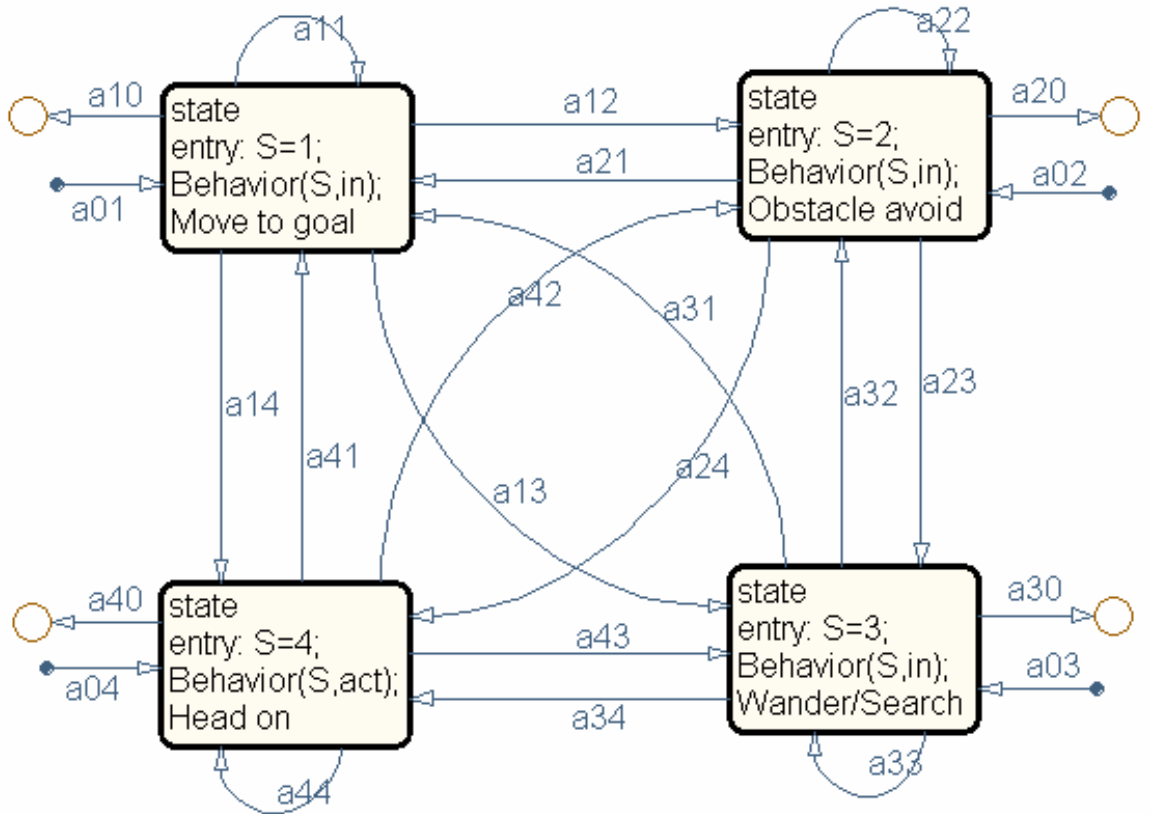 a11
a22
a10
a12
a20
state
entry: S=1;
Behavior(S,in);
Move to goal
state
entry: S=2;
Behavior(S,in);
Obstacle avoid
a21
a01
a02
a42
a31
a14
a41
a32
a23
a13
a24
a40
a43
a30
state
entry: S=4;
Behavior(S,act);
Head on
state
entry: S=3;
Behavior(S,in);
Wander/Search
a04
a03
a34
a44
a33